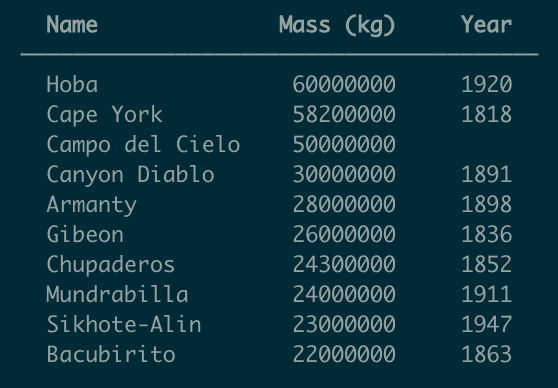 Name Mass (kg) Year
Hoba 60000000 1920
Cape York 58200000 1818
Campo del Cielo 50000000
Canyon Diablo 30000000 1891
Armanty 28000000 1898
Gibeon 26000000 1836
Chupaderos 24300000 1852
Mundrabilla 24000000 1911
Sikhote-Alin 23000000 1947
Bacubirito 22000000 1863